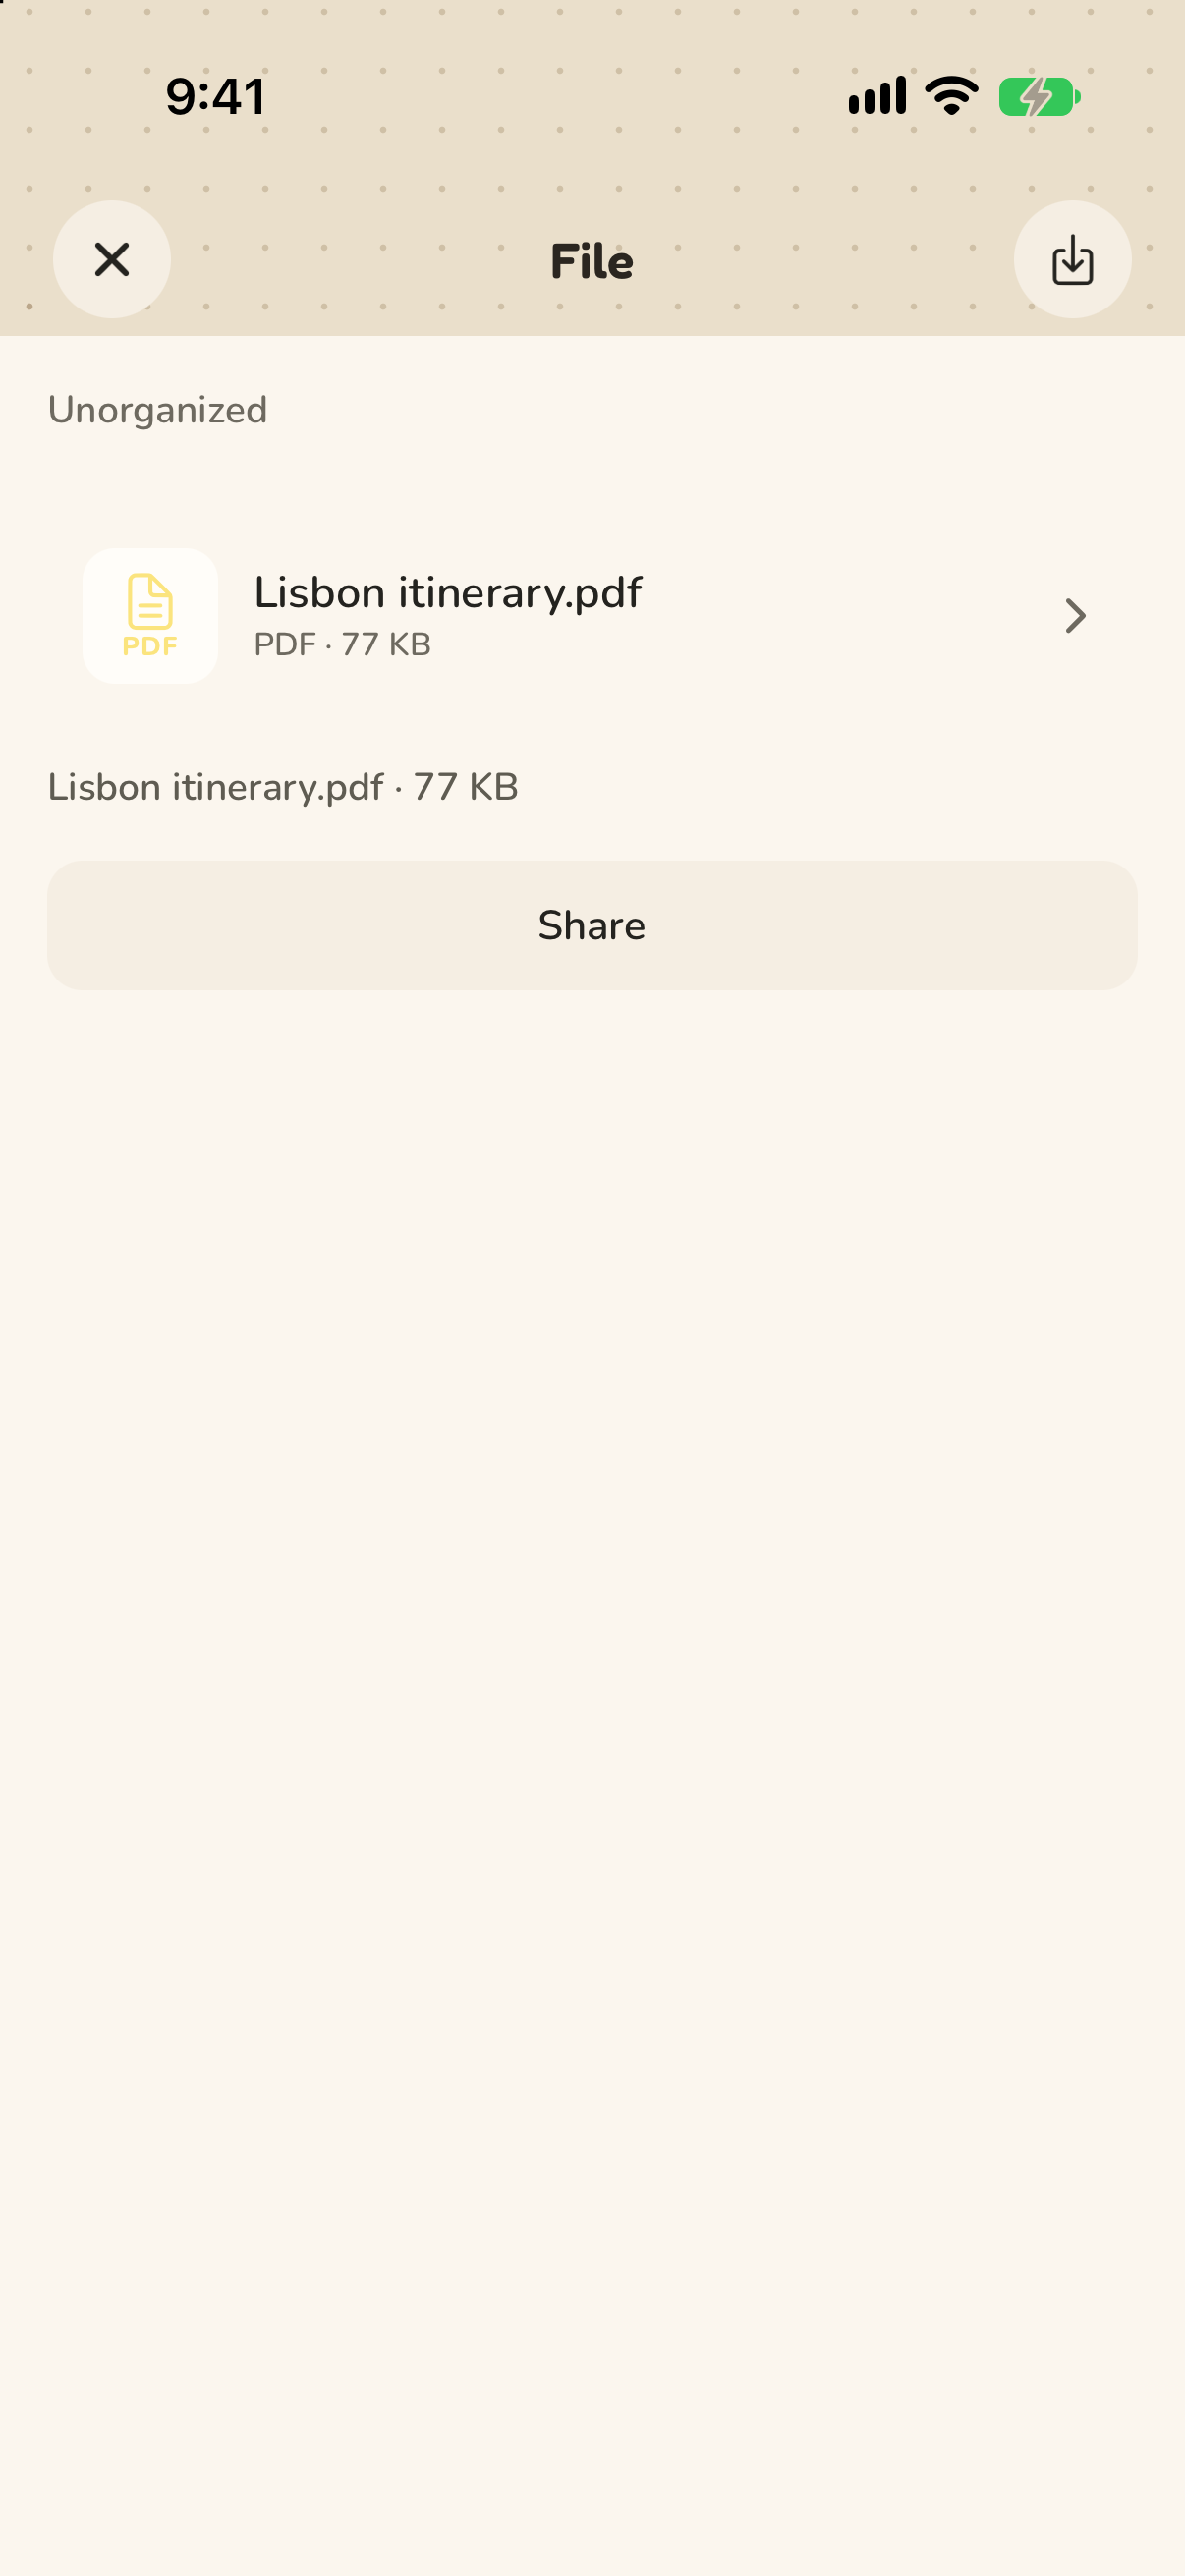 9:41
File
Unorganized
Lisbon itinerary.pdf
PDF
PDF · 77 KB
Lisbon itinerary.pdf · 77 KB
Share